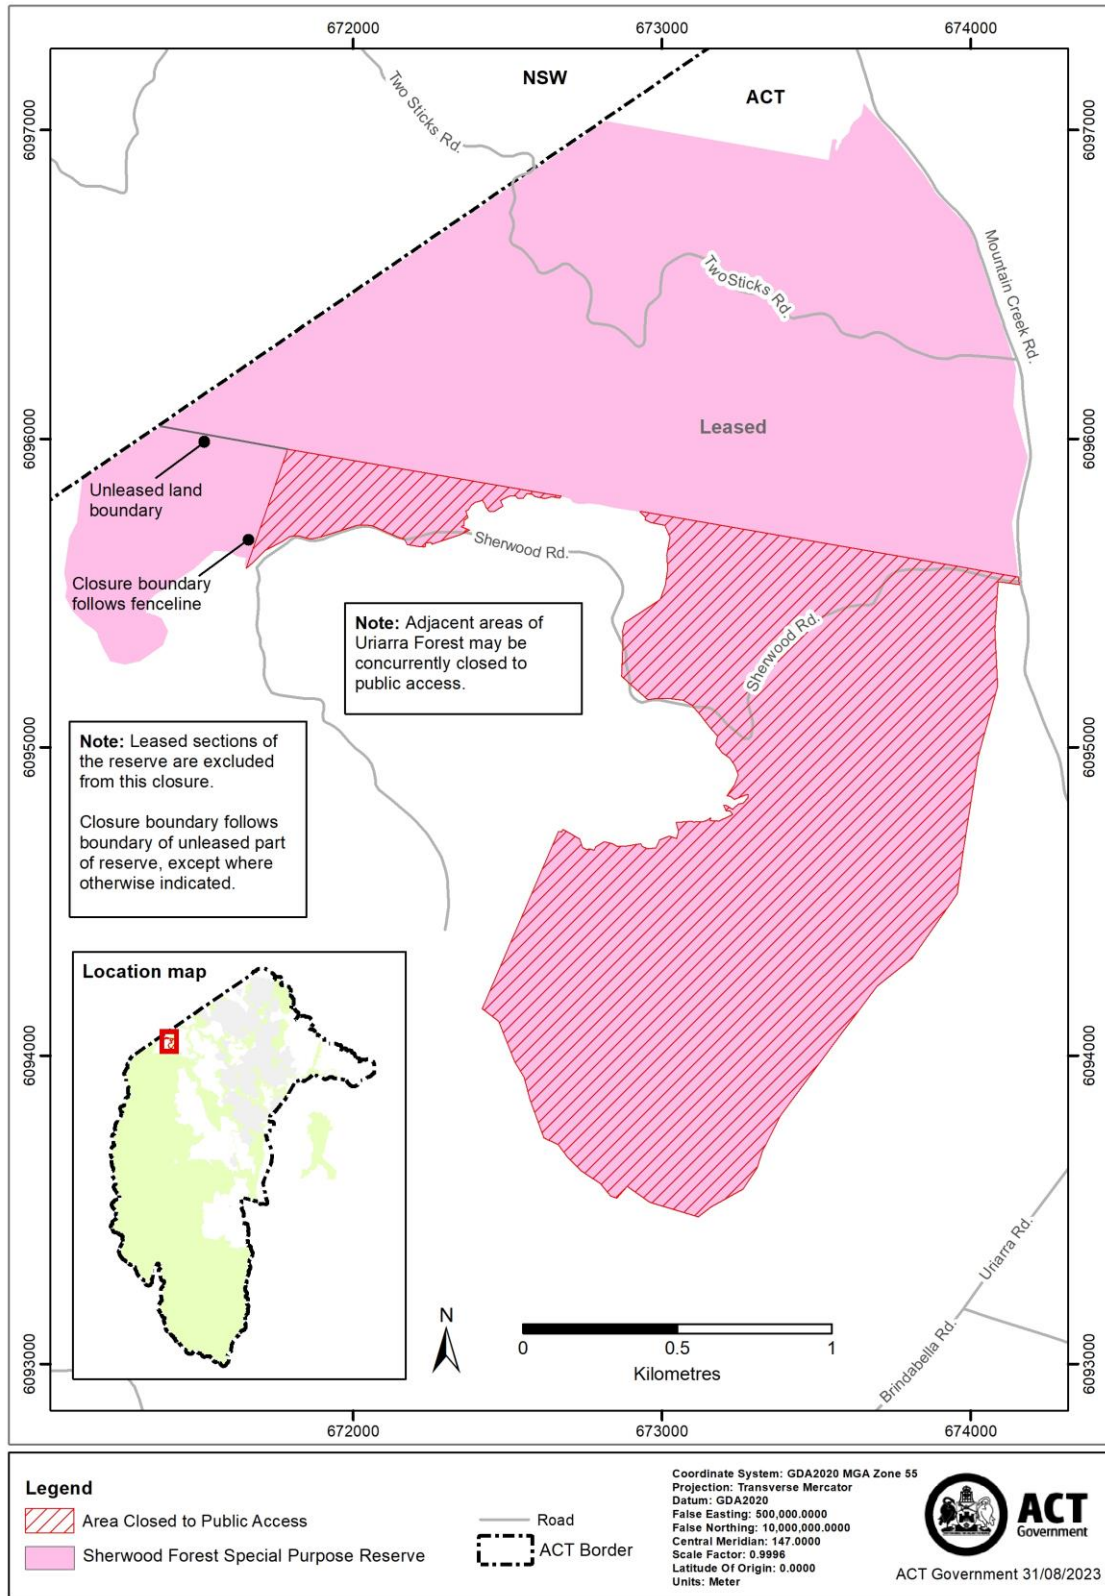 672000
673000
674000
NSW
ACT
Two Sticks Rd.
6097000
6097000
Mountain Creek Rd.
TwoSticks Rd.
Leased
6096000
6096000
Unleased land
boundary
Sherwood Rd.
Closure boundary
follows fenceline
Note: Adjacent areas of
Uriarra Forest may be
concurrently closed to
public access.
Sherwood Rd.
6095000
6095000
Note: Leased sections of
the reserve are excluded
from this closure.
Closure boundary follows
boundary of unleased part
of reserve, except where
otherwise indicated.
Location map
6094000
6094000
Uriarra Rd.
Brindabella Rd.
N
0
0.5
1
Kilometres
6093000
6093000
672000
673000
674000
Legend
Area Closed to Public Access
Sherwood Forest Special Purpose Reserve
Road
ACT Border
Coordinate System: GDA2020 MGA Zone 55
Projection: Transverse Mercator
Datum: GDA2020
False Easting: 500,000.0000
False Northing: 10,000,000.0000
Central Meridian: 147.0000
Scale Factor: 0.9996
Latitude Of Origin: 0.0000
Units: Meter
ACT
Government
ACT Government 31/08/2023